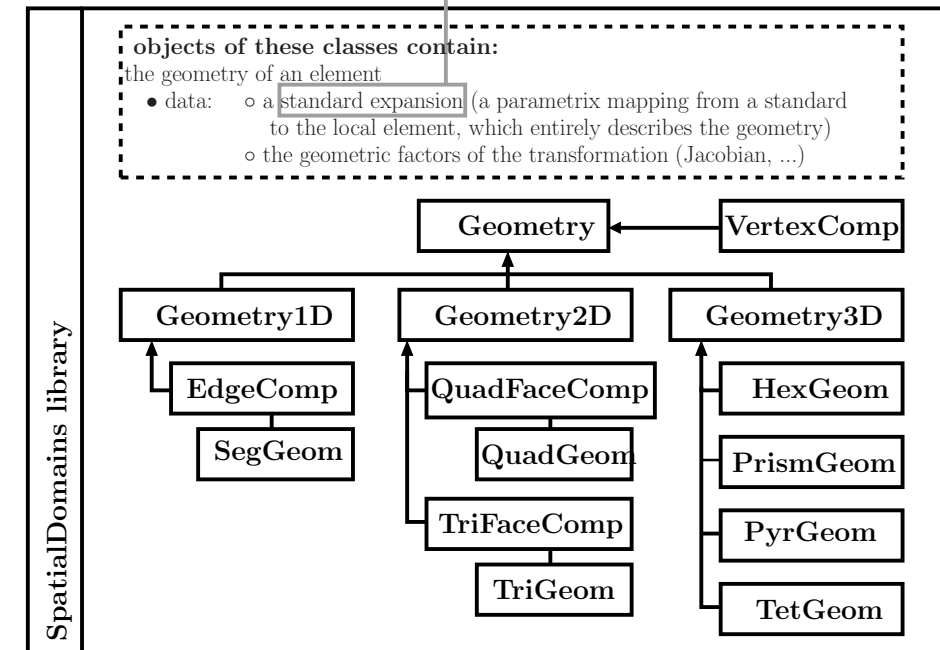 objects of these classes contain:
the geometry of an element
• data: ○ a standard expansion (a parametrix mapping from a standard
to the local element, which entirely describes the geometry)
○ the geometric factors of the transformation (Jacobian, ...)
Geometry
VertexComp
Geometry1D
Geometry2D
Geometry3D
EdgeComp
QuadFaceComp
HexGeom
SegGeom
QuadGeom
PrismGeom
TriFaceComp
PyrGeom
TriGeom
TetGeom
SpatialDomains library